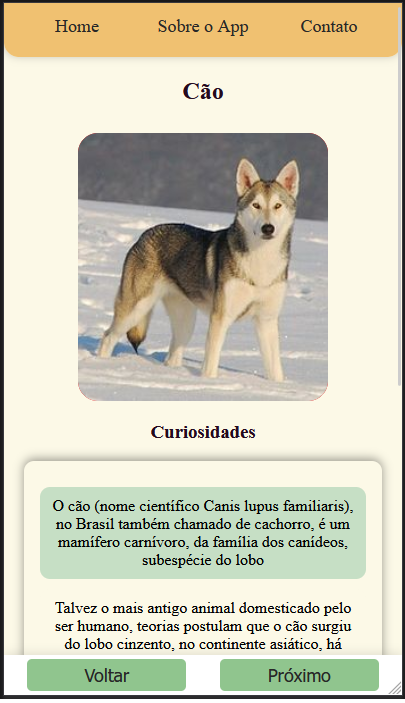 Home Sobre o App Contato
Cão
Curiosidades
O cão (nome científico Canis lupus familiaris),
no Brasil também chamado de cachorro, é um
mamífero carnívoro, da família dos canídeos,
subespécie do lobo
Talvez o mais antigo animal domesticado pelo
ser humano, teorias postulam que o cão surgiu
do lobo cinzento, no continente asiático, há
Voltar Próximo